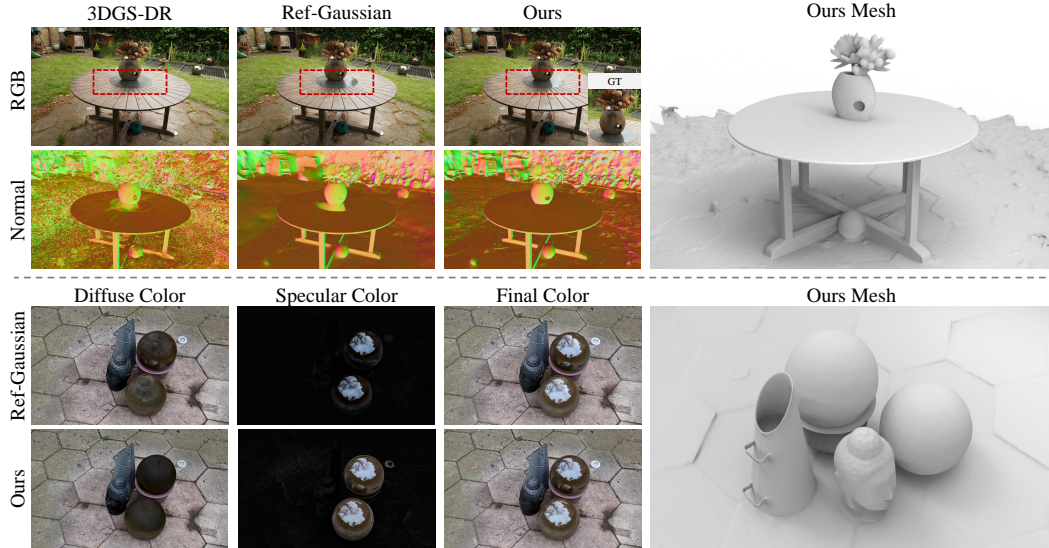 3DGS-DR Ref-Gaussian Ours Ours Mesh
RGB
GT
Normal
Diffuse Color Specular Color Final Color Ours Mesh
Ref-Gaussian
Ours